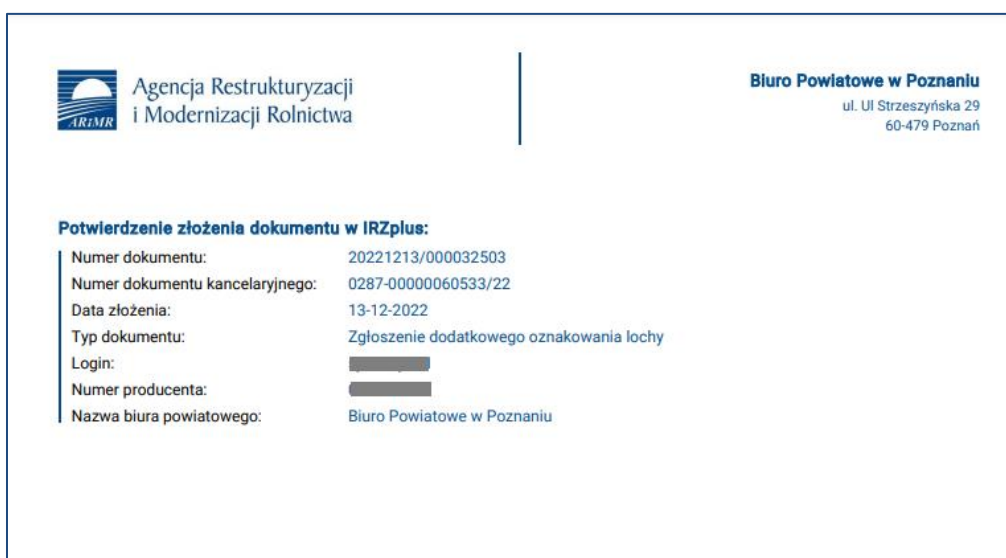 Agencja Restrukturyzacji
i Modernizacji Rolnictwa
ARiMR
Biuro Powiatowe w Poznaniu
ul. Ul Strzeszyńska 29
60-479 Poznań
Potwierdzenie złożenia dokumentu w IRZplus:
Numer dokumentu: 20221213/000032503
Numer dokumentu kancelaryjnego: 0287-00000060533/22
Data złożenia: 13-12-2022
Typ dokumentu: Zgłoszenie dodatkowego oznakowania lochy
Login:
Numer producenta:
Nazwa biura powiatowego: Biuro Powiatowe w Poznaniu